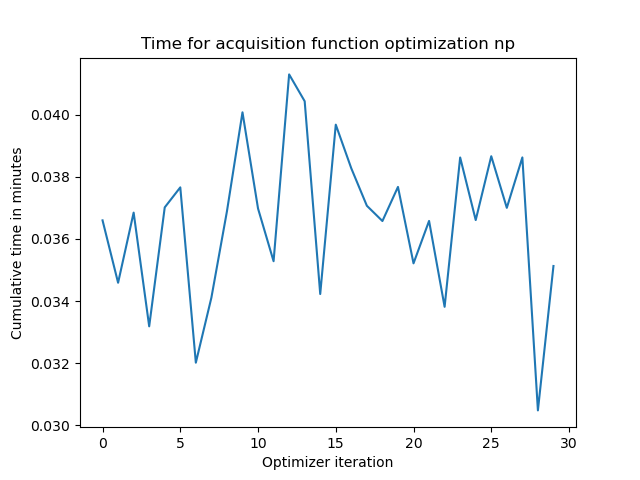 Time for acquisition function optimization np
Cumulative time in minutes
0.040
0.038
0.036
0.034
0.032
0.030
0 5 10 15 20 25 30
Optimizer iteration